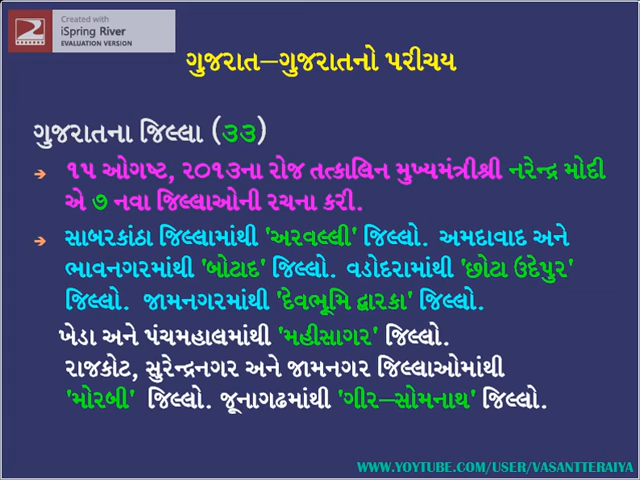 Created with
iSpring River
EVALUATION VERSION
ગુજરાત–ગુજરાતનો પરીચય
ગુજરાતના જિલ્લા (૩૩)
૧૫ ઓગષ્ટ, ૨૦૧૩ના રોજ તત્કાલિન મુખ્યમંત્રીશ્રી નરેન્દ્ર મોદી
એ ૭ નવા જિલ્લાઓની રચના કરી.
સાબરકાંઠા જિલ્લામાંથી 'અરવલ્લી' જિલ્લો. અમદાવાદ અને
ભાવનગરમાંથી 'બોટાદ' જિલ્લો. વડોદરામાંથી 'છોટા ઉદેપુર'
જિલ્લો. જામનગરમાંથી 'દેવભૂમિ દ્વારકા' જિલ્લો.
ખેડા અને પંચમહાલમાંથી 'મહીસાગર' જિલ્લો.
રાજકોટ, સુરેન્દ્રનગર અને જામનગર જિલ્લાઓમાંથી
'મોરબી' જિલ્લો. જૂનાગઢમાંથી 'ગીર–સોમનાથ' જિલ્લો.
WWW.YOYTUBE.COM/USER/VASANTTERAIYA